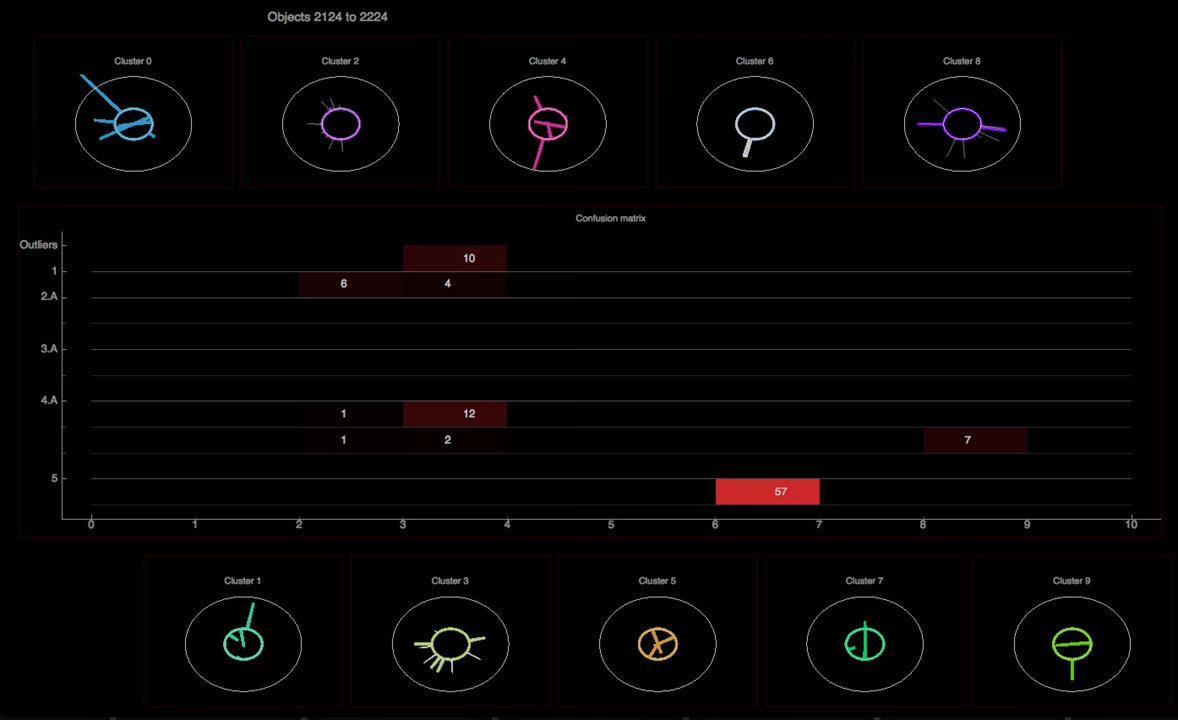 Objects 2124 to 2224
Cluster 0 Cluster 2 Cluster 4 Cluster 6 Cluster 8
Confusion matrix
Outliers
10
1
6 4
2.A
3.A
4.A
1 12
1 2 7
5
57
0 1 2 3 4 5 6 7 8 9 10
Cluster 1 Cluster 3 Cluster 5 Cluster 7 Cluster 9